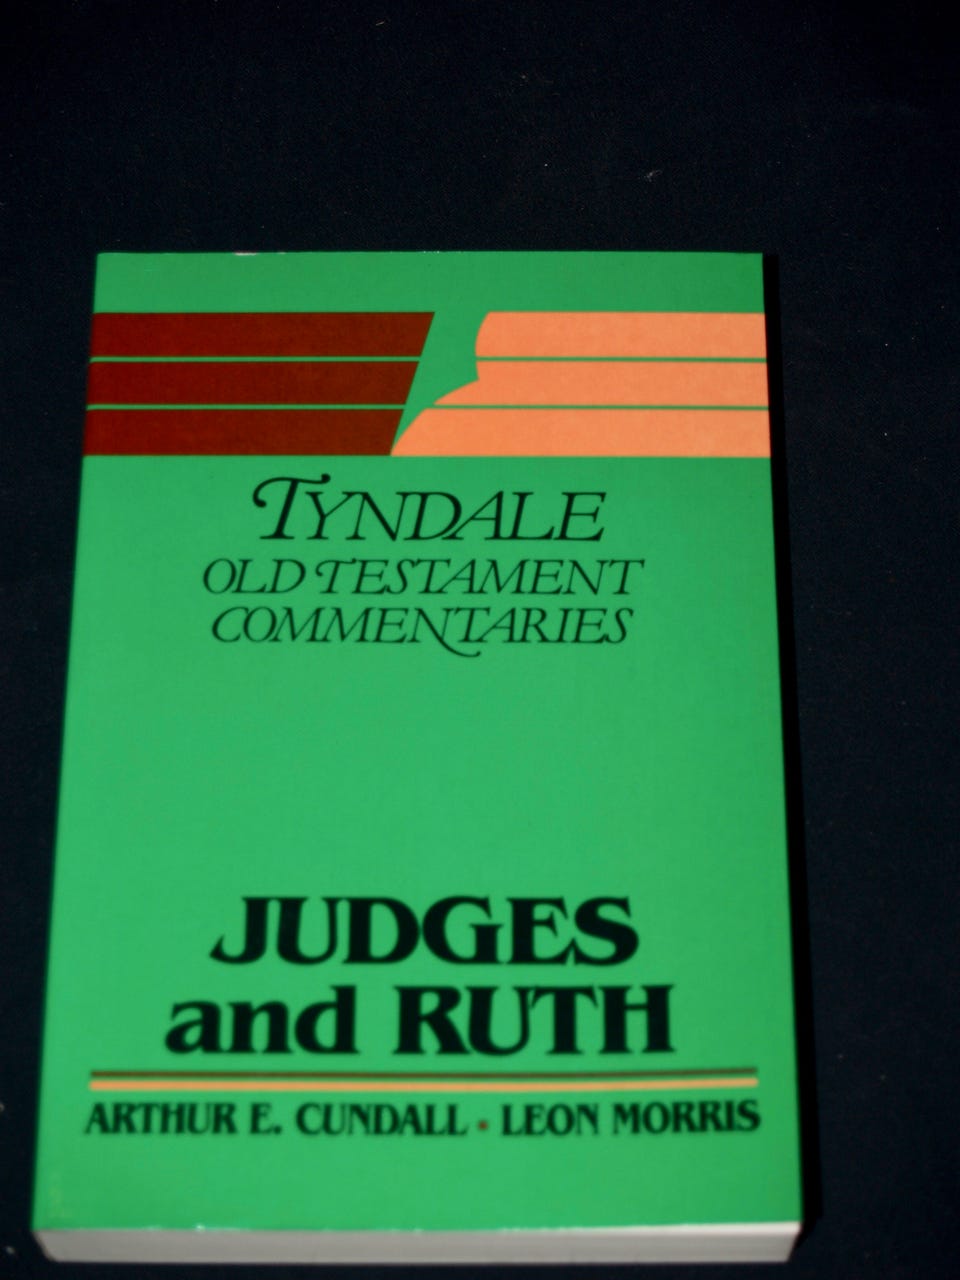 TYNDALE
OLD TESTAMENT
COMMENTARIES
JUDGES
and RUTH
ARTHUR E. CUNDALL ▪ LEON MORRIS